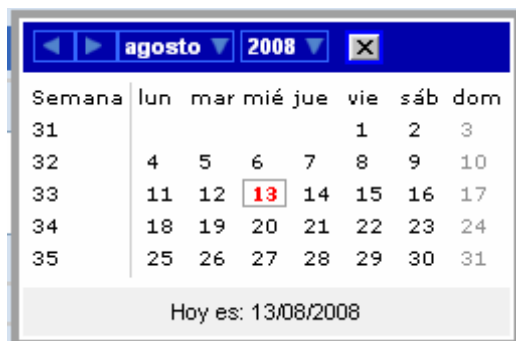 agosto 2008
Semana lun mar mié jue vie sáb dom
31 1 2 3
32 4 5 6 7 8 9 10
33 11 12 13 14 15 16 17
34 18 19 20 21 22 23 24
35 25 26 27 28 29 30 31
Hoy es: 13/08/2008